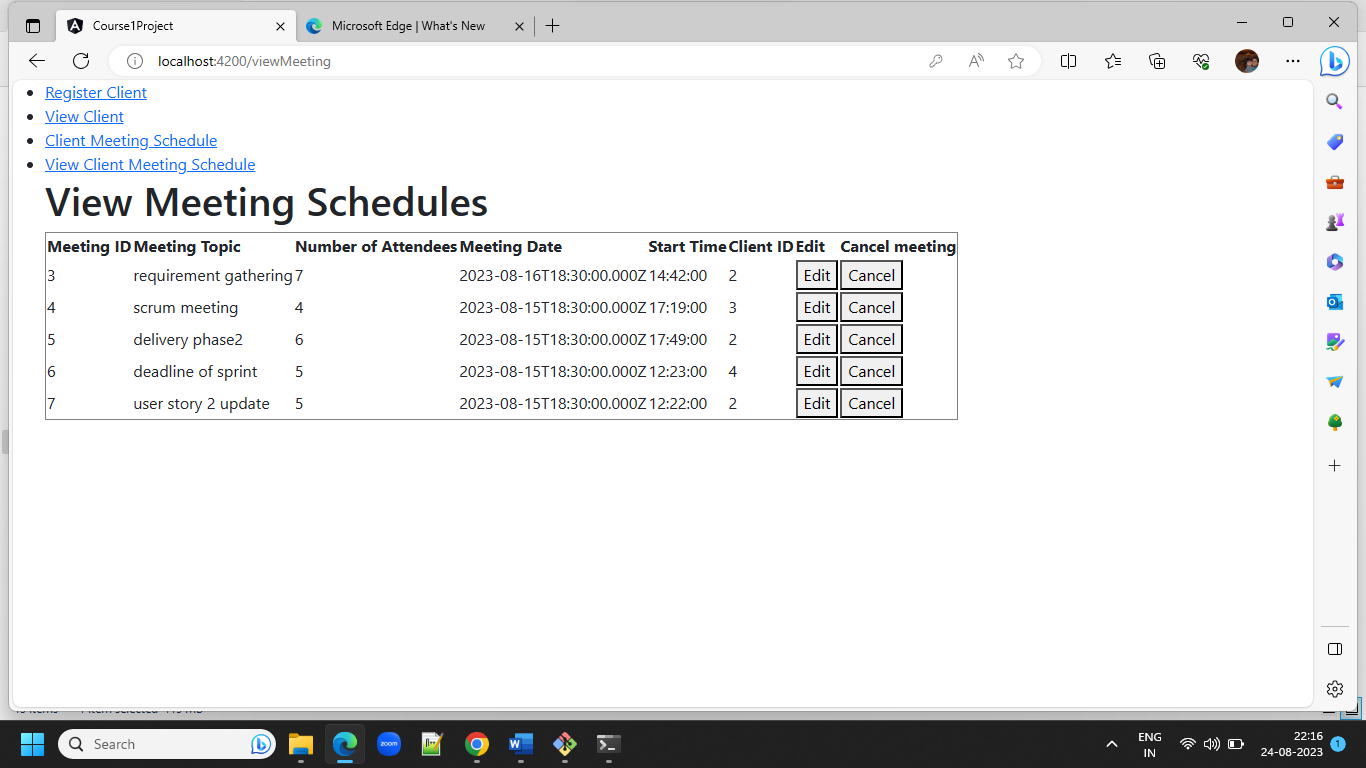 Course1Project
Microsoft Edge | What's New
localhost:4200/viewMeeting
Register Client
View Client
Client Meeting Schedule
View Client Meeting Schedule
View Meeting Schedules
Meeting ID Meeting Topic Number of Attendees Meeting Date Start Time Client ID Edit Cancel meeting
3 requirement gathering 7 2023-08-16T18:30:00.000Z 14:42:00 2 Edit Cancel
4 scrum meeting 4 2023-08-15T18:30:00.000Z 17:19:00 3 Edit Cancel
5 delivery phase2 6 2023-08-15T18:30:00.000Z 17:49:00 2 Edit Cancel
6 deadline of sprint 5 2023-08-15T18:30:00.000Z 12:23:00 4 Edit Cancel
7 user story 2 update 5 2023-08-15T18:30:00.000Z 12:22:00 2 Edit Cancel
Search
zoom
ENG
IN
22:16
24-08-2023
1